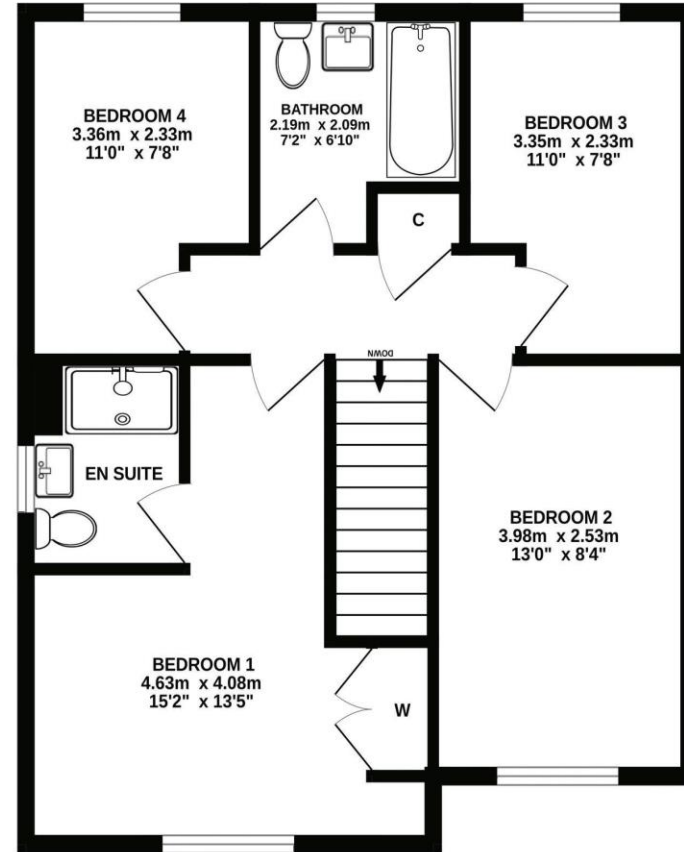 BEDROOM 4
3.36m x 2.33m
11'0" x 7'8"
BATHROOM
2.19m x 2.09m
7'2" x 6'10"
BEDROOM 3
3.35m x 2.33m
11'0" x 7'8"
C
DOWN
EN SUITE
BEDROOM 2
3.98m x 2.53m
13'0" x 8'4"
BEDROOM 1
4.63m x 4.08m
15'2" x 13'5"
W